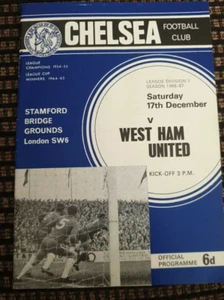 CHELSEA
FOOTBALL
CLUB
LEAGUE
CHAMPIONS 1954-55
LEAGUE CUP
WINNERS 1964-65
LEAGUE DIVISION 1
SEASON 1966-67
Saturday
17th December
v
WEST HAM
UNITED
KICK-OFF 3 P.M.
STAMFORD
BRIDGE
GROUNDS
London SW6
OFFICIAL
PROGRAMME
6d